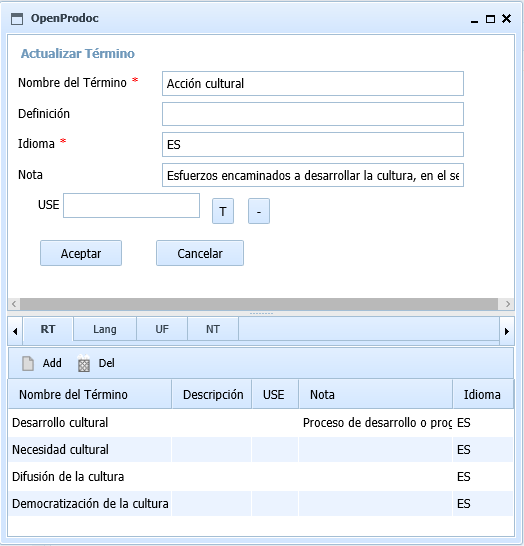 OpenProdoc
Actualizar Término
Nombre del Término * Acción cultural
Definición
Idioma * ES
Nota Esfuerzos encaminados a desarrollar la cultura, en el se
USE T -
Aceptar Cancelar
RT Lang UF NT
Add Del
Nombre del Término Descripción USE Nota Idioma
Desarrollo cultural Proceso de desarrollo o prog ES
Necesidad cultural ES
Difusión de la cultura ES
Democratización de la cultura ES